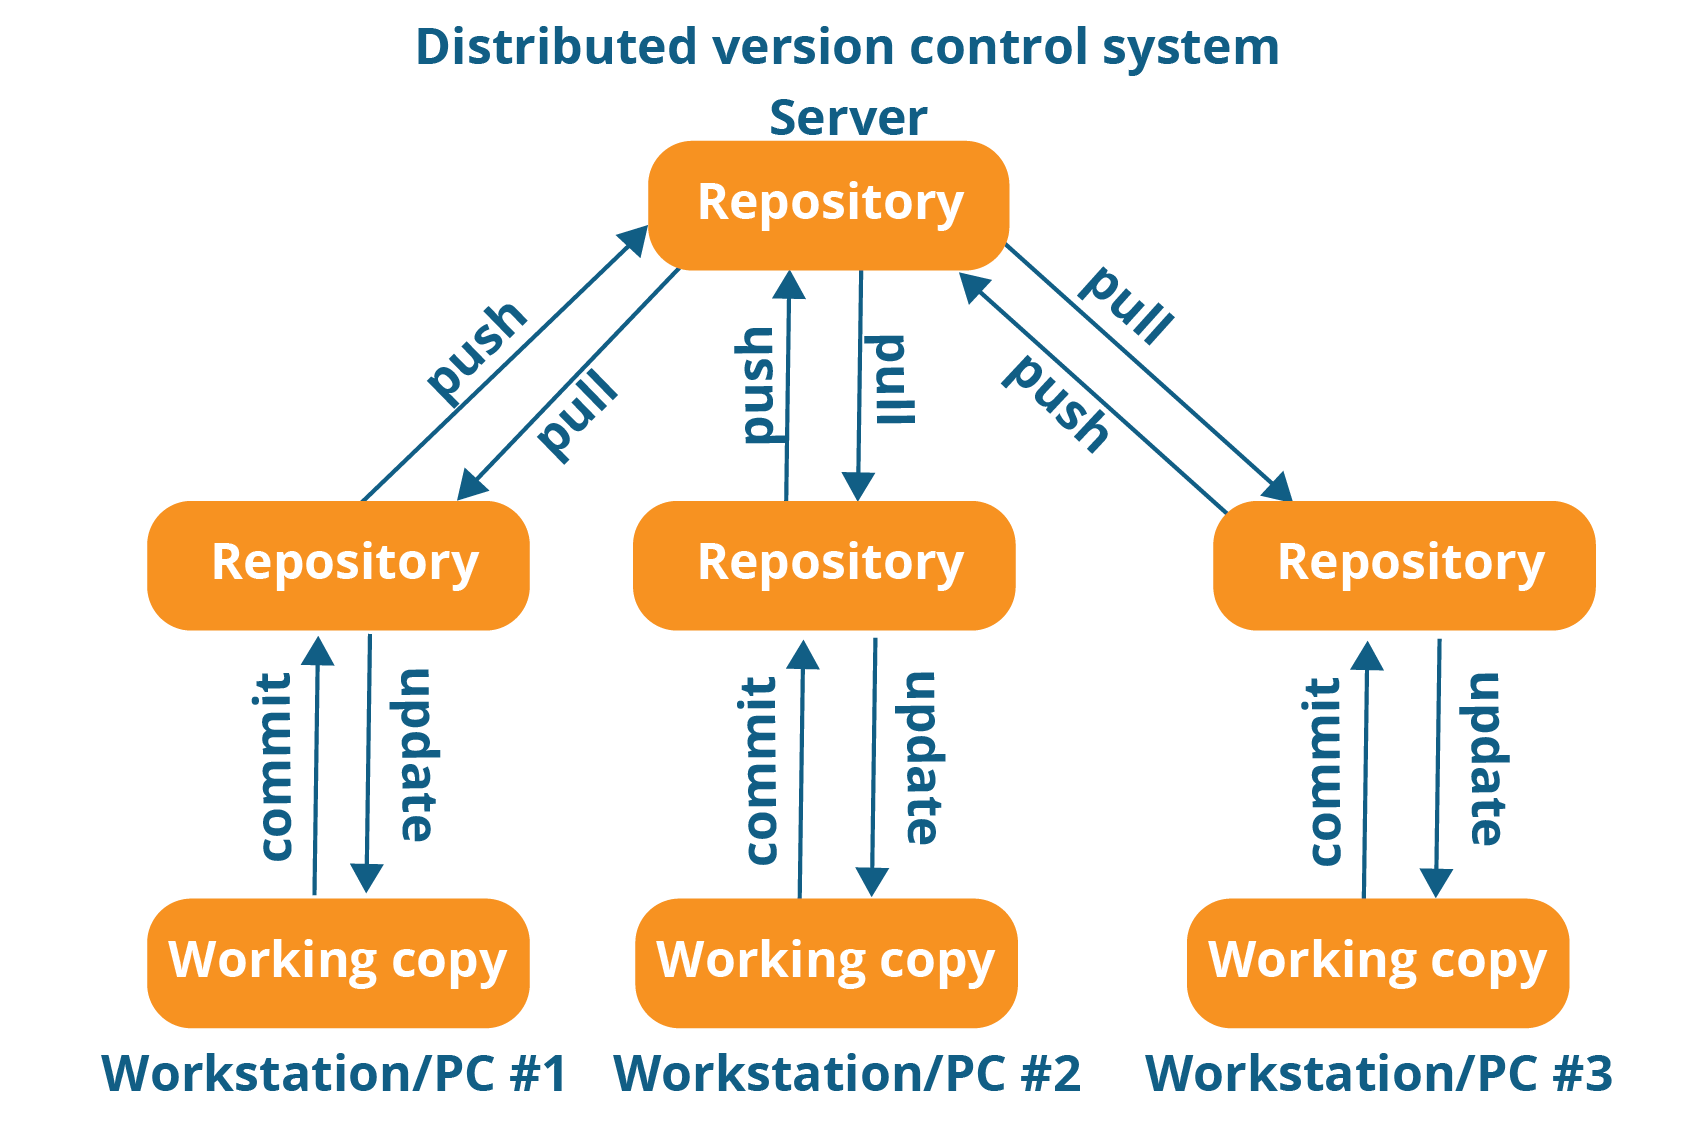 Distributed version control system
Server
Repository
push
pull
push
pull
push
pull
Repository
Repository
Repository
commit
update
commit
update
commit
update
Working copy
Working copy
Working copy
Workstation/PC #1
Workstation/PC #2
Workstation/PC #3